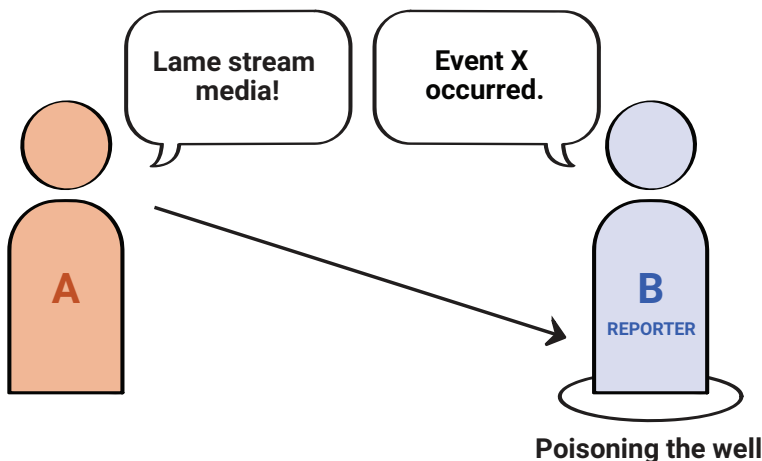 Lame stream
media!
Event X
occurred.
A
B
REPORTER
Poisoning the well